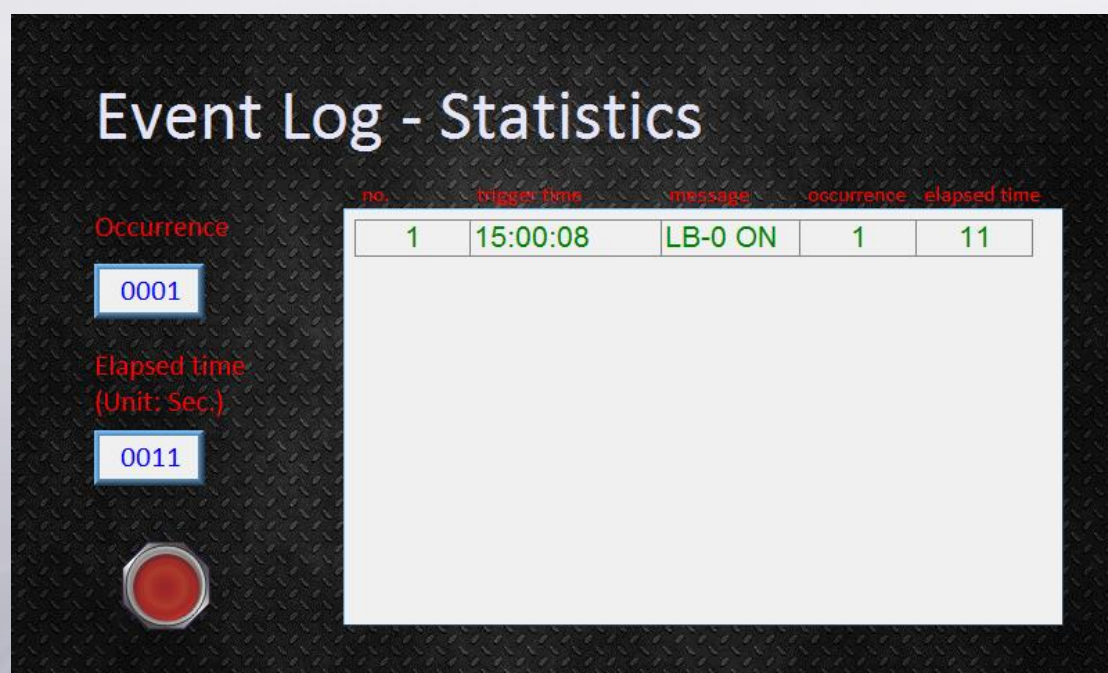 Event Log - Statistics
no. trigger time message occurrence elapsed time
1 15:00:08 LB-0 ON 1 11
Occurrence
0001
Elapsed time
(Unit: Sec.)
0011